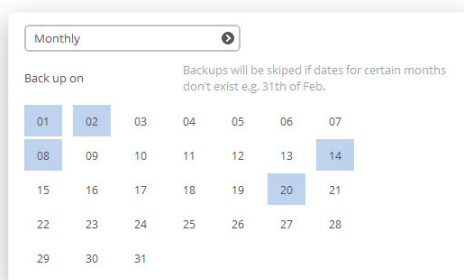 Monthly
Back up on
Backups will be skiped if dates for certain months
don't exist e.g. 31th of Feb.
01 02 03 04 05 06 07
08 09 10 11 12 13 14
15 16 17 18 19 20 21
22 23 24 25 26 27 28
29 30 31